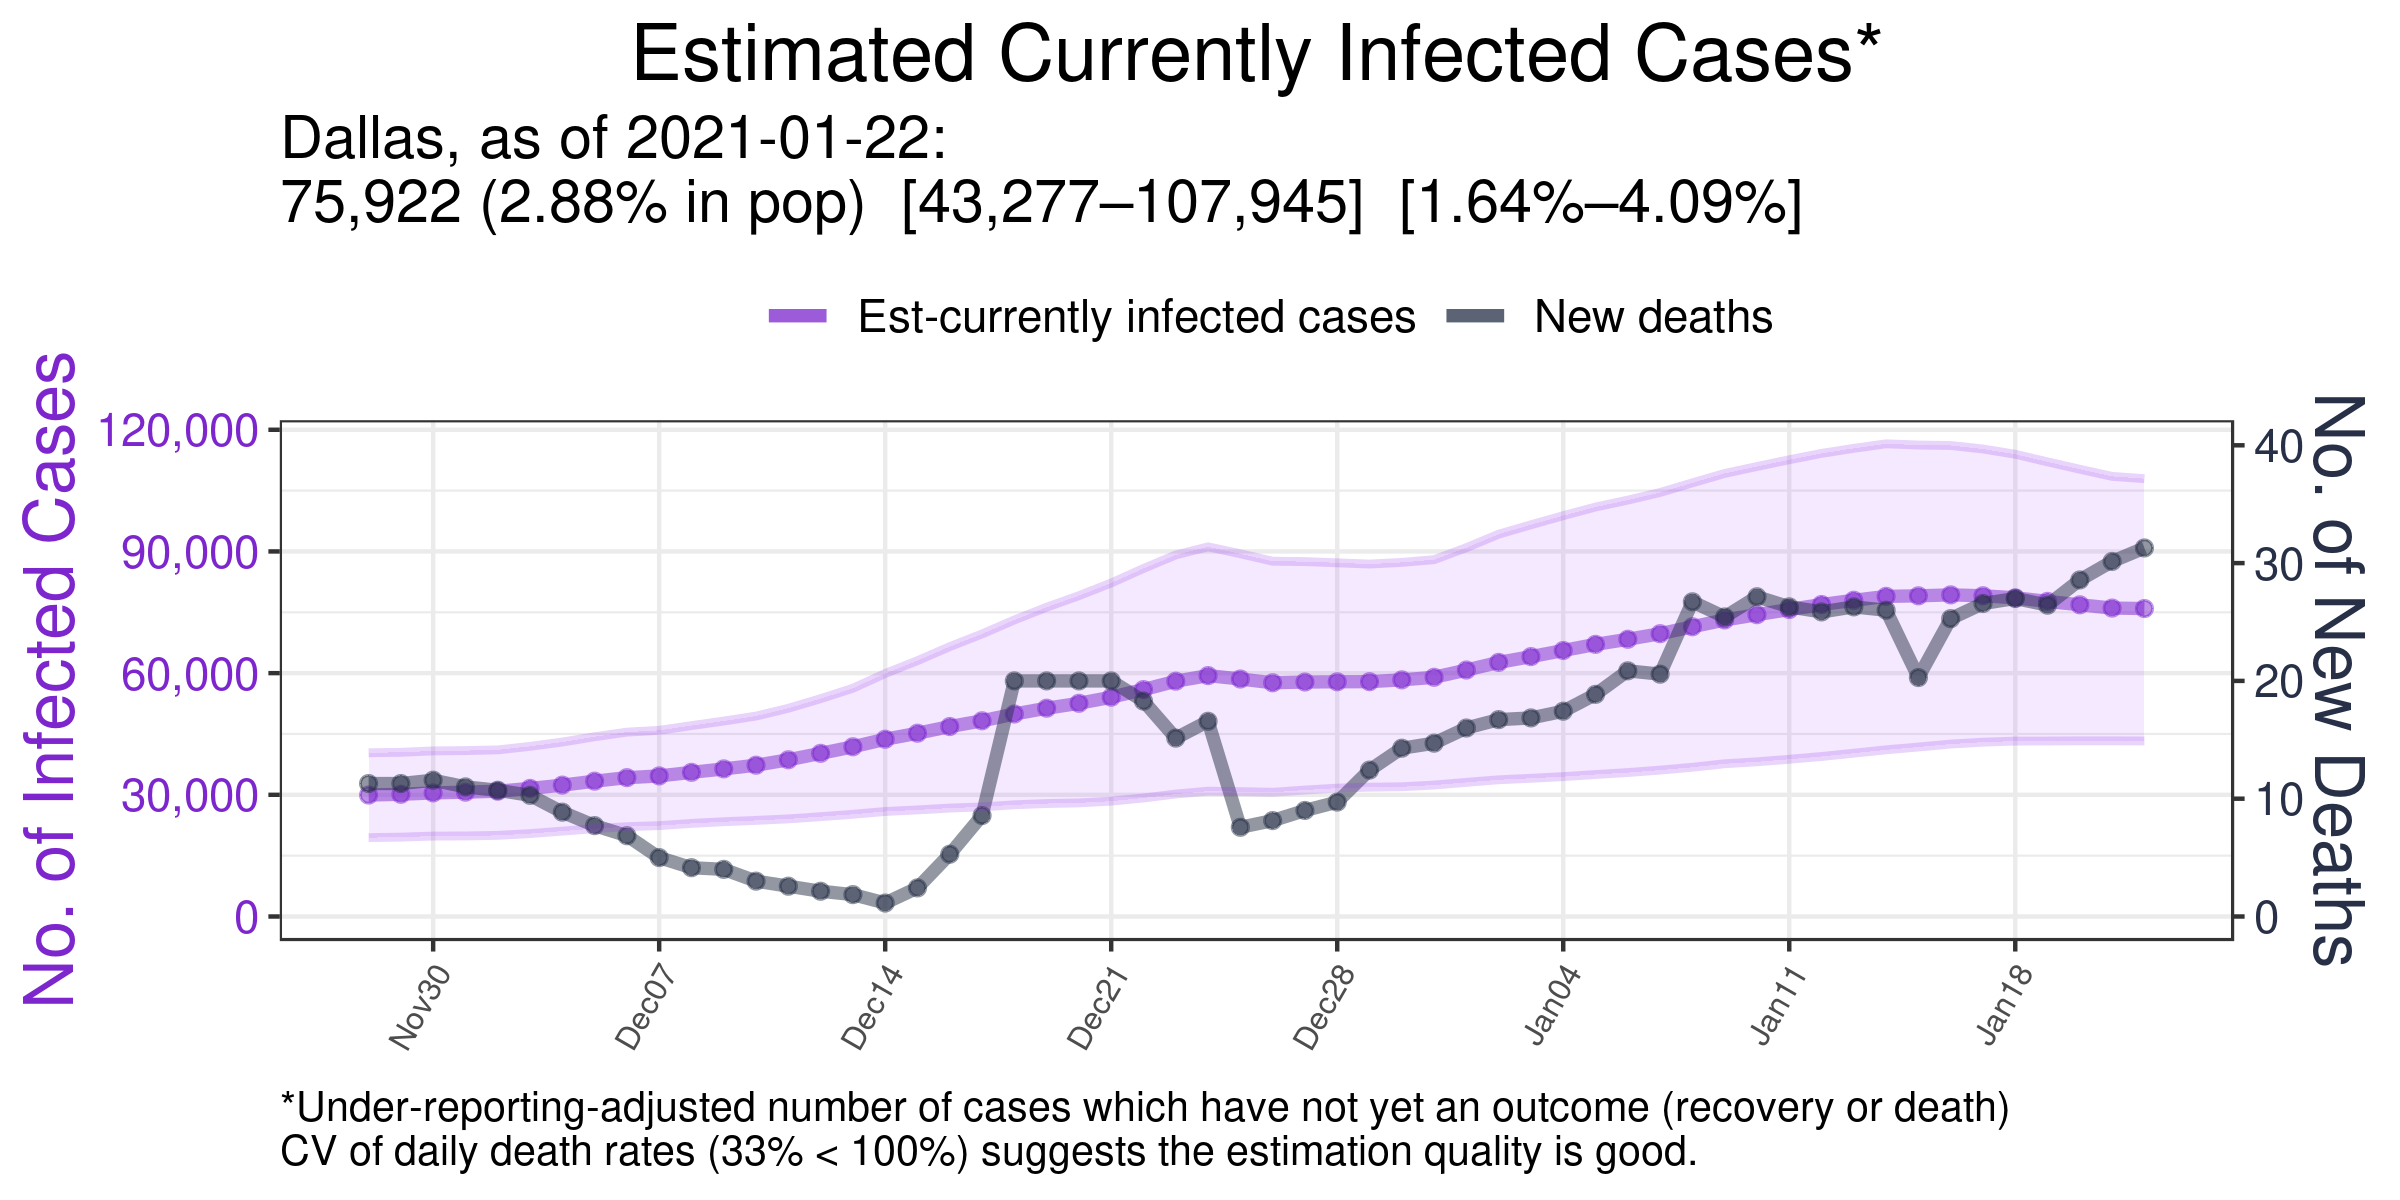 Estimated Currently Infected Cases*
Dallas, as of 2021-01-22:
75,922 (2.88% in pop)  [43,277–107,945]  [1.64%–4.09%]
Est-currently infected cases
New deaths
No. of Infected Cases
120,000
90,000
60,000
30,000
0
40
30
20
10
0
No. of New Deaths
Nov30
Dec07
Dec14
Dec21
Dec28
Jan04
Jan11
Jan18
*Under-reporting-adjusted number of cases which have not yet an outcome (recovery or death)
CV of daily death rates (33% < 100%) suggests the estimation quality is good.